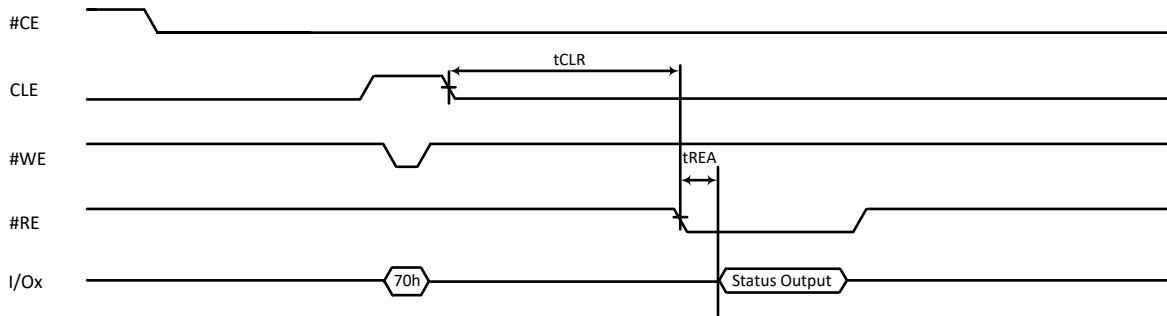 #CE
tCLR
CLE
#WE
tREA
#RE
I/Ox
70h
Status Output